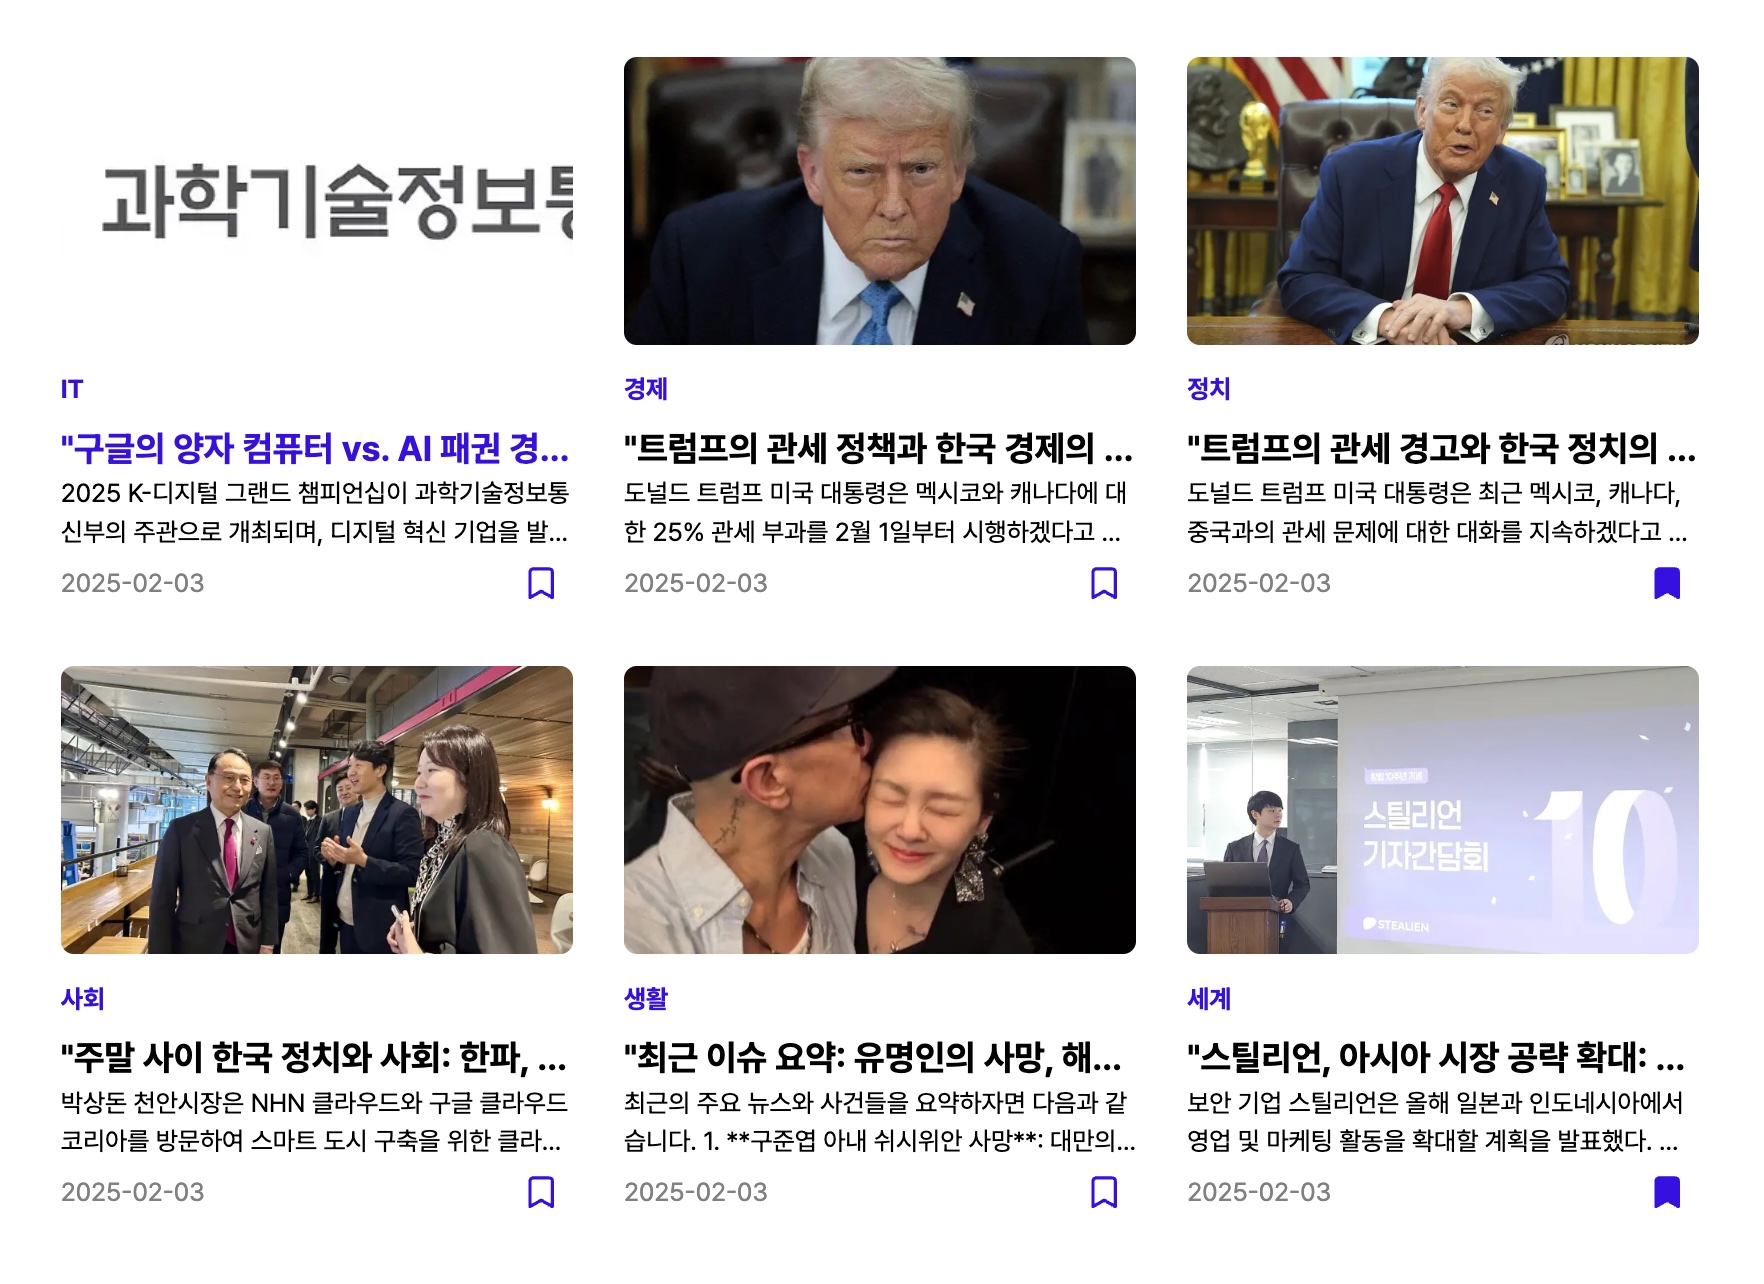 과학기술정보통
IT
"구글의 양자 컴퓨터 vs. AI 패권 경...
2025 K-디지털 그랜드 챔피언십이 과학기술정보통
신부의 주관으로 개최되며, 디지털 혁신 기업을 발...
2025-02-03
경제
"트럼프의 관세 정책과 한국 경제의 ...
도널드 트럼프 미국 대통령은 멕시코와 캐나다에 대
한 25% 관세 부과를 2월 1일부터 시행하겠다고 ...
2025-02-03
정치
"트럼프의 관세 경고와 한국 정치의 ...
도널드 트럼프 미국 대통령은 최근 멕시코, 캐나다,
중국과의 관세 문제에 대한 대화를 지속하겠다고 ...
2025-02-03
사회
"주말 사이 한국 정치와 사회: 한파, ...
박상돈 천안시장은 NHN 클라우드와 구글 클라우드
코리아를 방문하여 스마트 도시 구축을 위한 클라...
2025-02-03
생활
"최근 이슈 요약: 유명인의 사망, 해...
최근의 주요 뉴스와 사건들을 요약하자면 다음과 같
습니다. 1. **구준엽 아내 쉬시위안 사망**: 대만의...
2025-02-03
창립 10주년 기념
스틸리언
기자간담회
10
STEALIEN
세계
"스틸리언, 아시아 시장 공략 확대: ...
보안 기업 스틸리언은 올해 일본과 인도네시아에서
영업 및 마케팅 활동을 확대할 계획을 발표했다. ...
2025-02-03